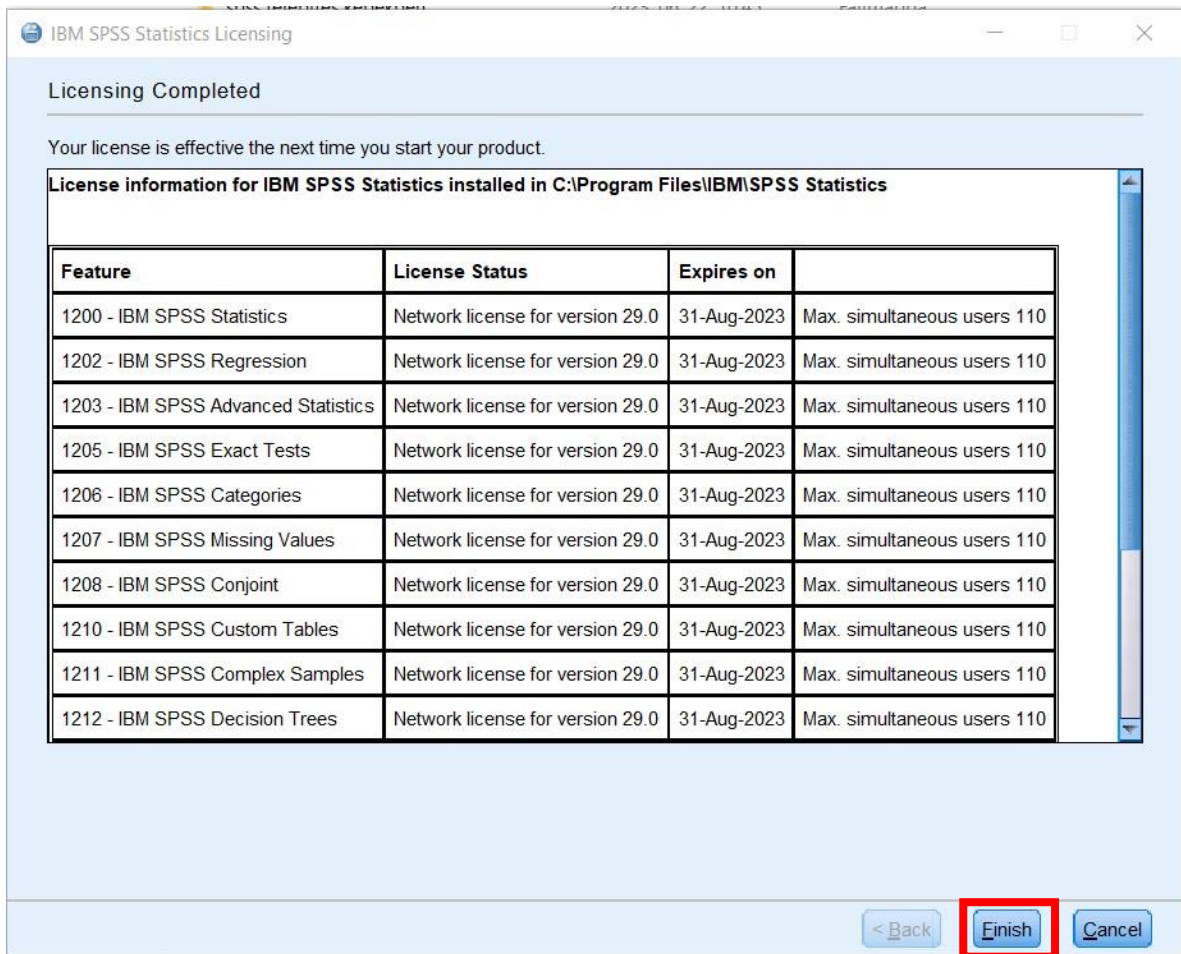 IBM SPSS Statistics Licensing
Licensing Completed
Your license is effective the next time you start your product.
License information for IBM SPSS Statistics installed in C:\Program Files\IBM\SPSS Statistics
Feature License Status Expires on
1200 - IBM SPSS Statistics Network license for version 29.0 31-Aug-2023 Max. simultaneous users 110
1202 - IBM SPSS Regression Network license for version 29.0 31-Aug-2023 Max. simultaneous users 110
1203 - IBM SPSS Advanced Statistics Network license for version 29.0 31-Aug-2023 Max. simultaneous users 110
1205 - IBM SPSS Exact Tests Network license for version 29.0 31-Aug-2023 Max. simultaneous users 110
1206 - IBM SPSS Categories Network license for version 29.0 31-Aug-2023 Max. simultaneous users 110
1207 - IBM SPSS Missing Values Network license for version 29.0 31-Aug-2023 Max. simultaneous users 110
1208 - IBM SPSS Conjoint Network license for version 29.0 31-Aug-2023 Max. simultaneous users 110
1210 - IBM SPSS Custom Tables Network license for version 29.0 31-Aug-2023 Max. simultaneous users 110
1211 - IBM SPSS Complex Samples Network license for version 29.0 31-Aug-2023 Max. simultaneous users 110
1212 - IBM SPSS Decision Trees Network license for version 29.0 31-Aug-2023 Max. simultaneous users 110
< Back Finish Cancel